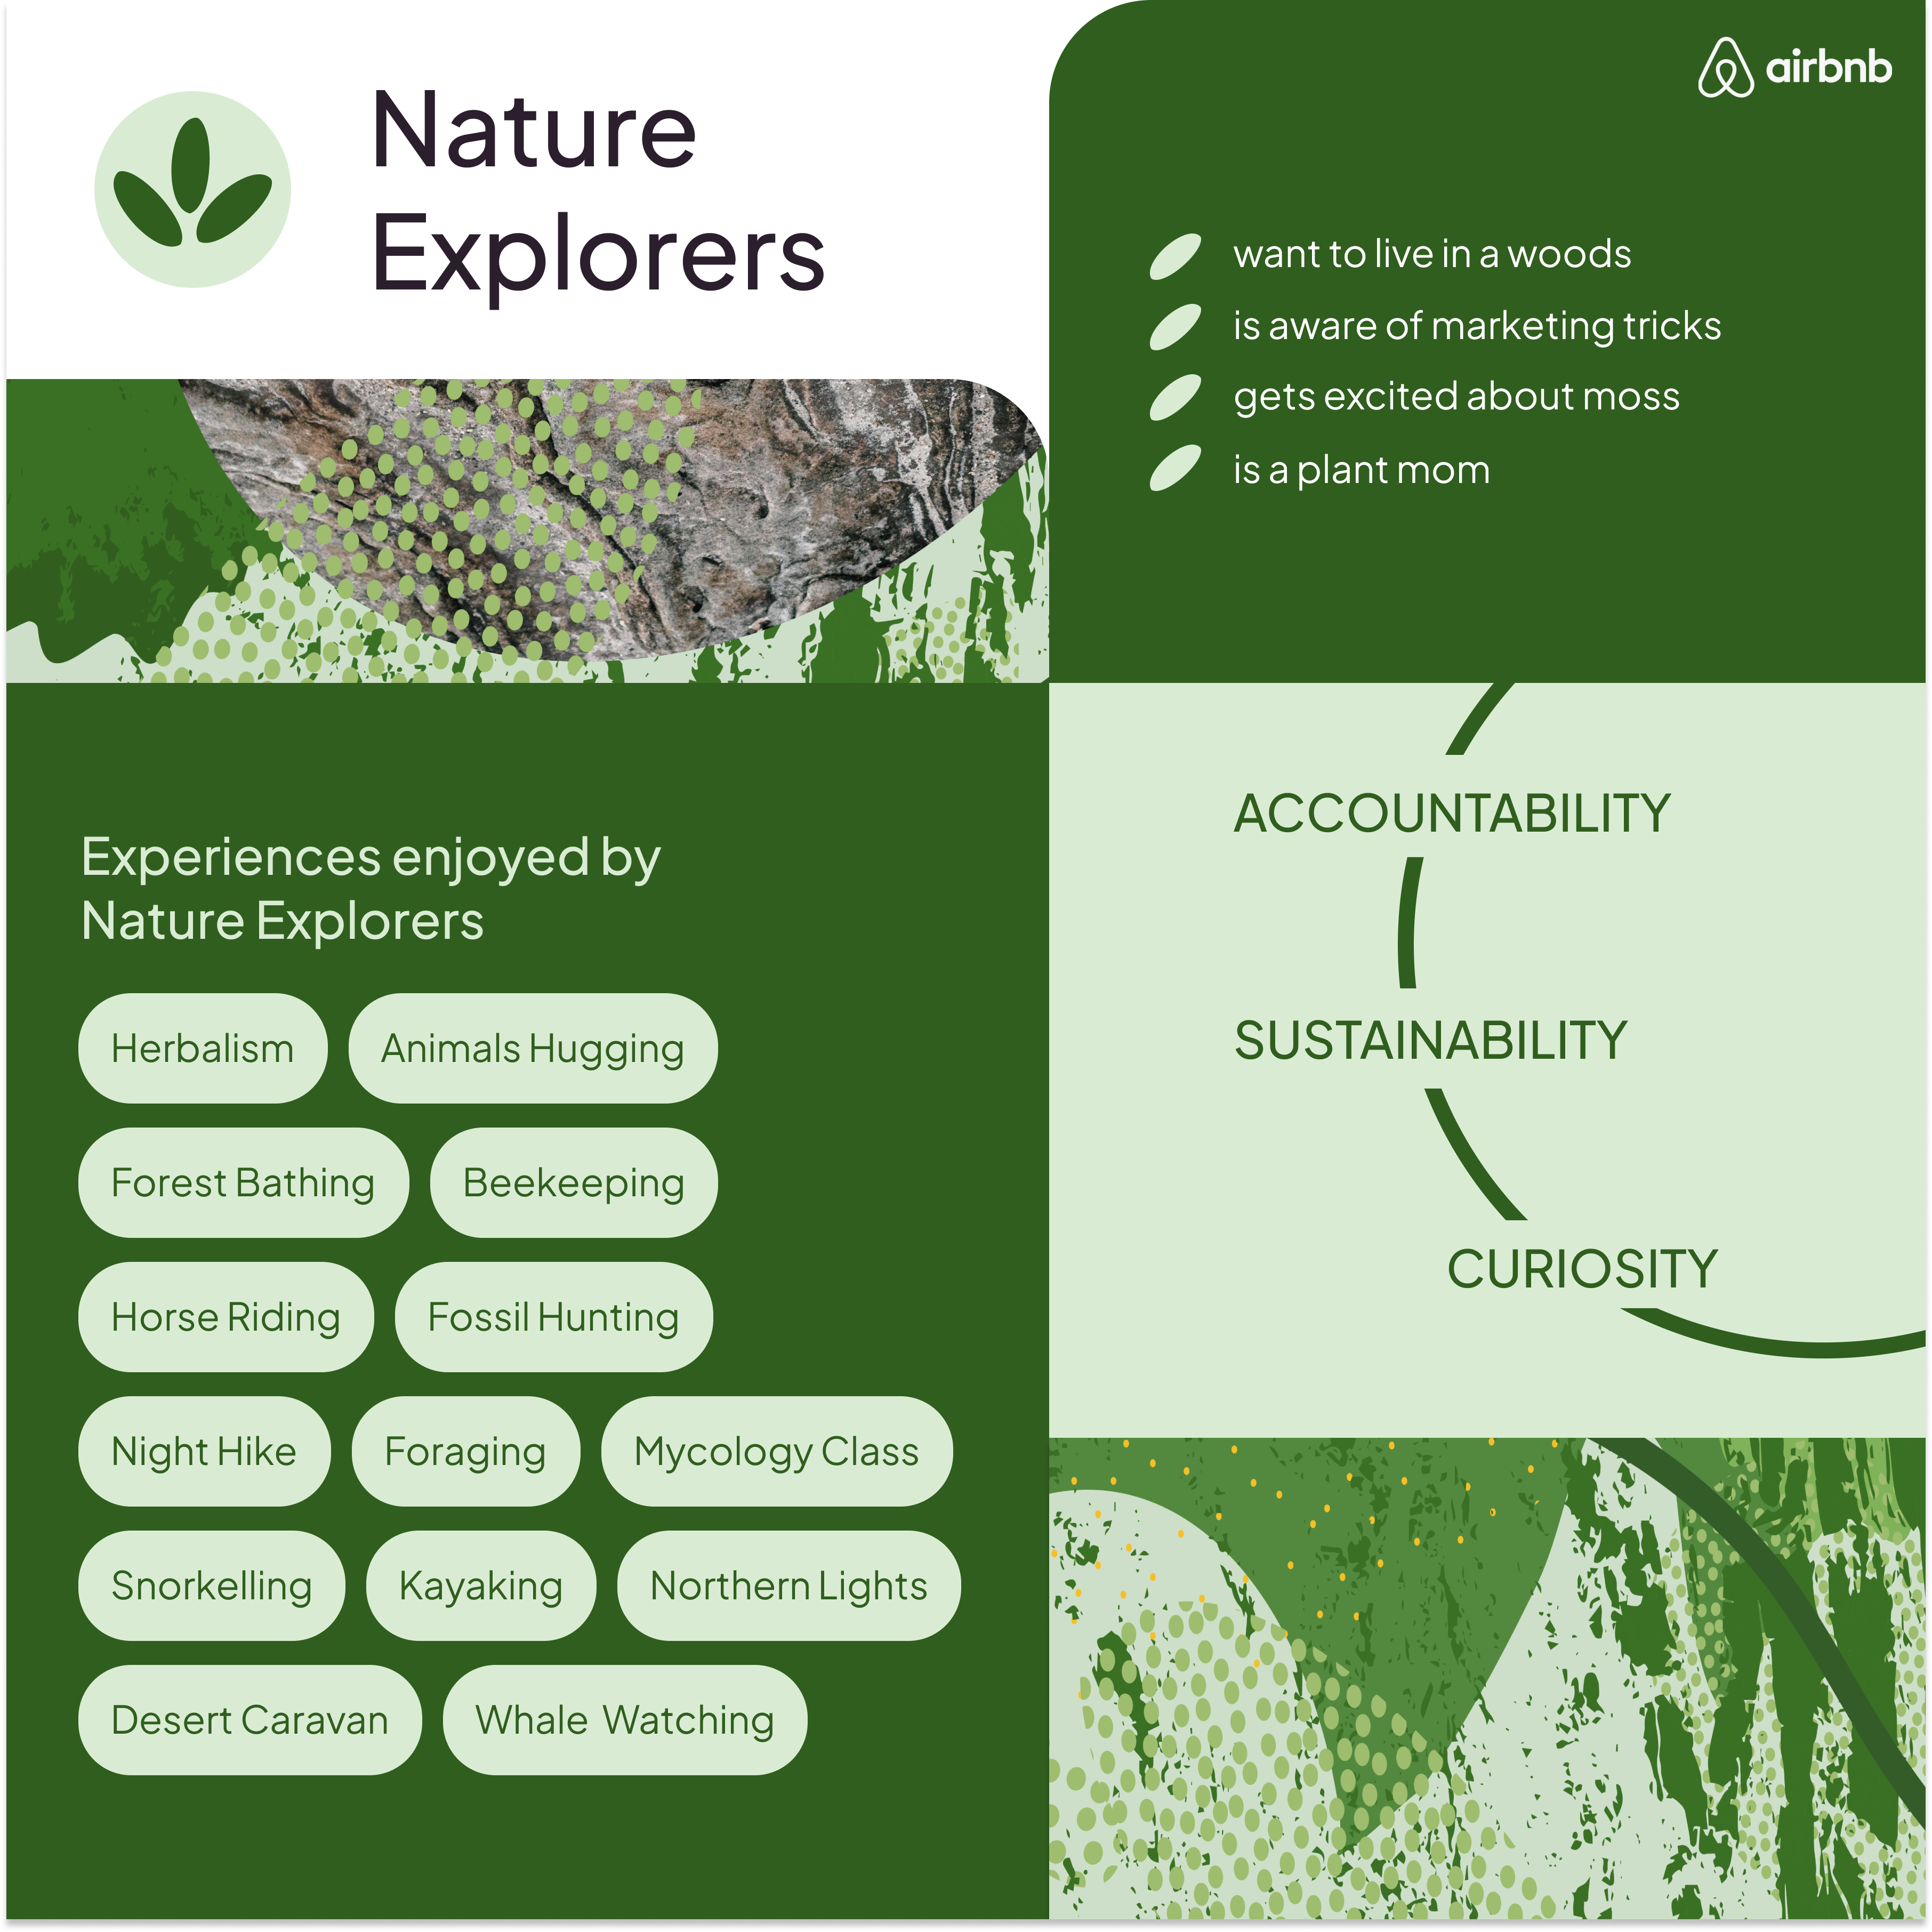 Nature
Explorers
airbnb
want to live in a woods
is aware of marketing tricks
gets excited about moss
is a plant mom
Experiences enjoyed by
Nature Explorers
Herbalism
Animals Hugging
Forest Bathing
Beekeeping
Horse Riding
Fossil Hunting
Night Hike
Foraging
Mycology Class
Snorkelling
Kayaking
Northern Lights
Desert Caravan
Whale Watching
ACCOUNTABILITY
SUSTAINABILITY
CURIOSITY